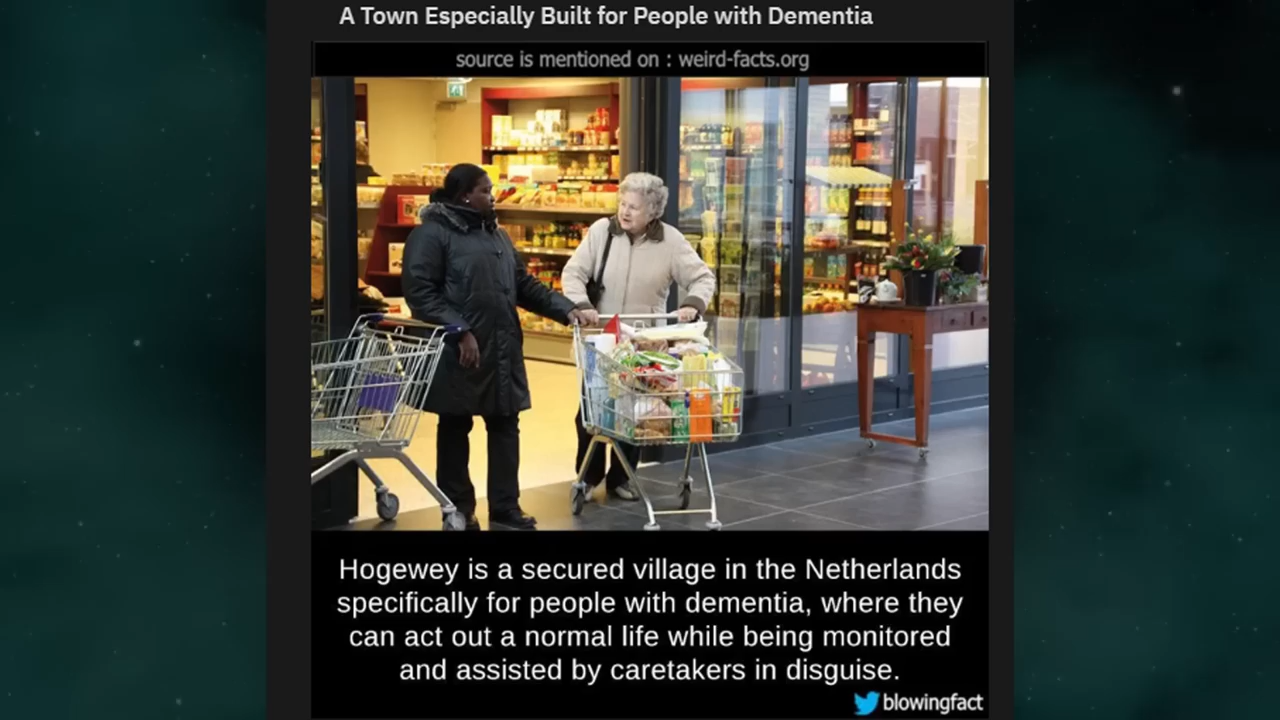 A Town Especially Built for People with Dementia
source is mentioned on : weird-facts.org
Hogewey is a secured village in the Netherlands
specifically for people with dementia, where they
can act out a normal life while being monitored
and assisted by caretakers in disguise.
blowingfact